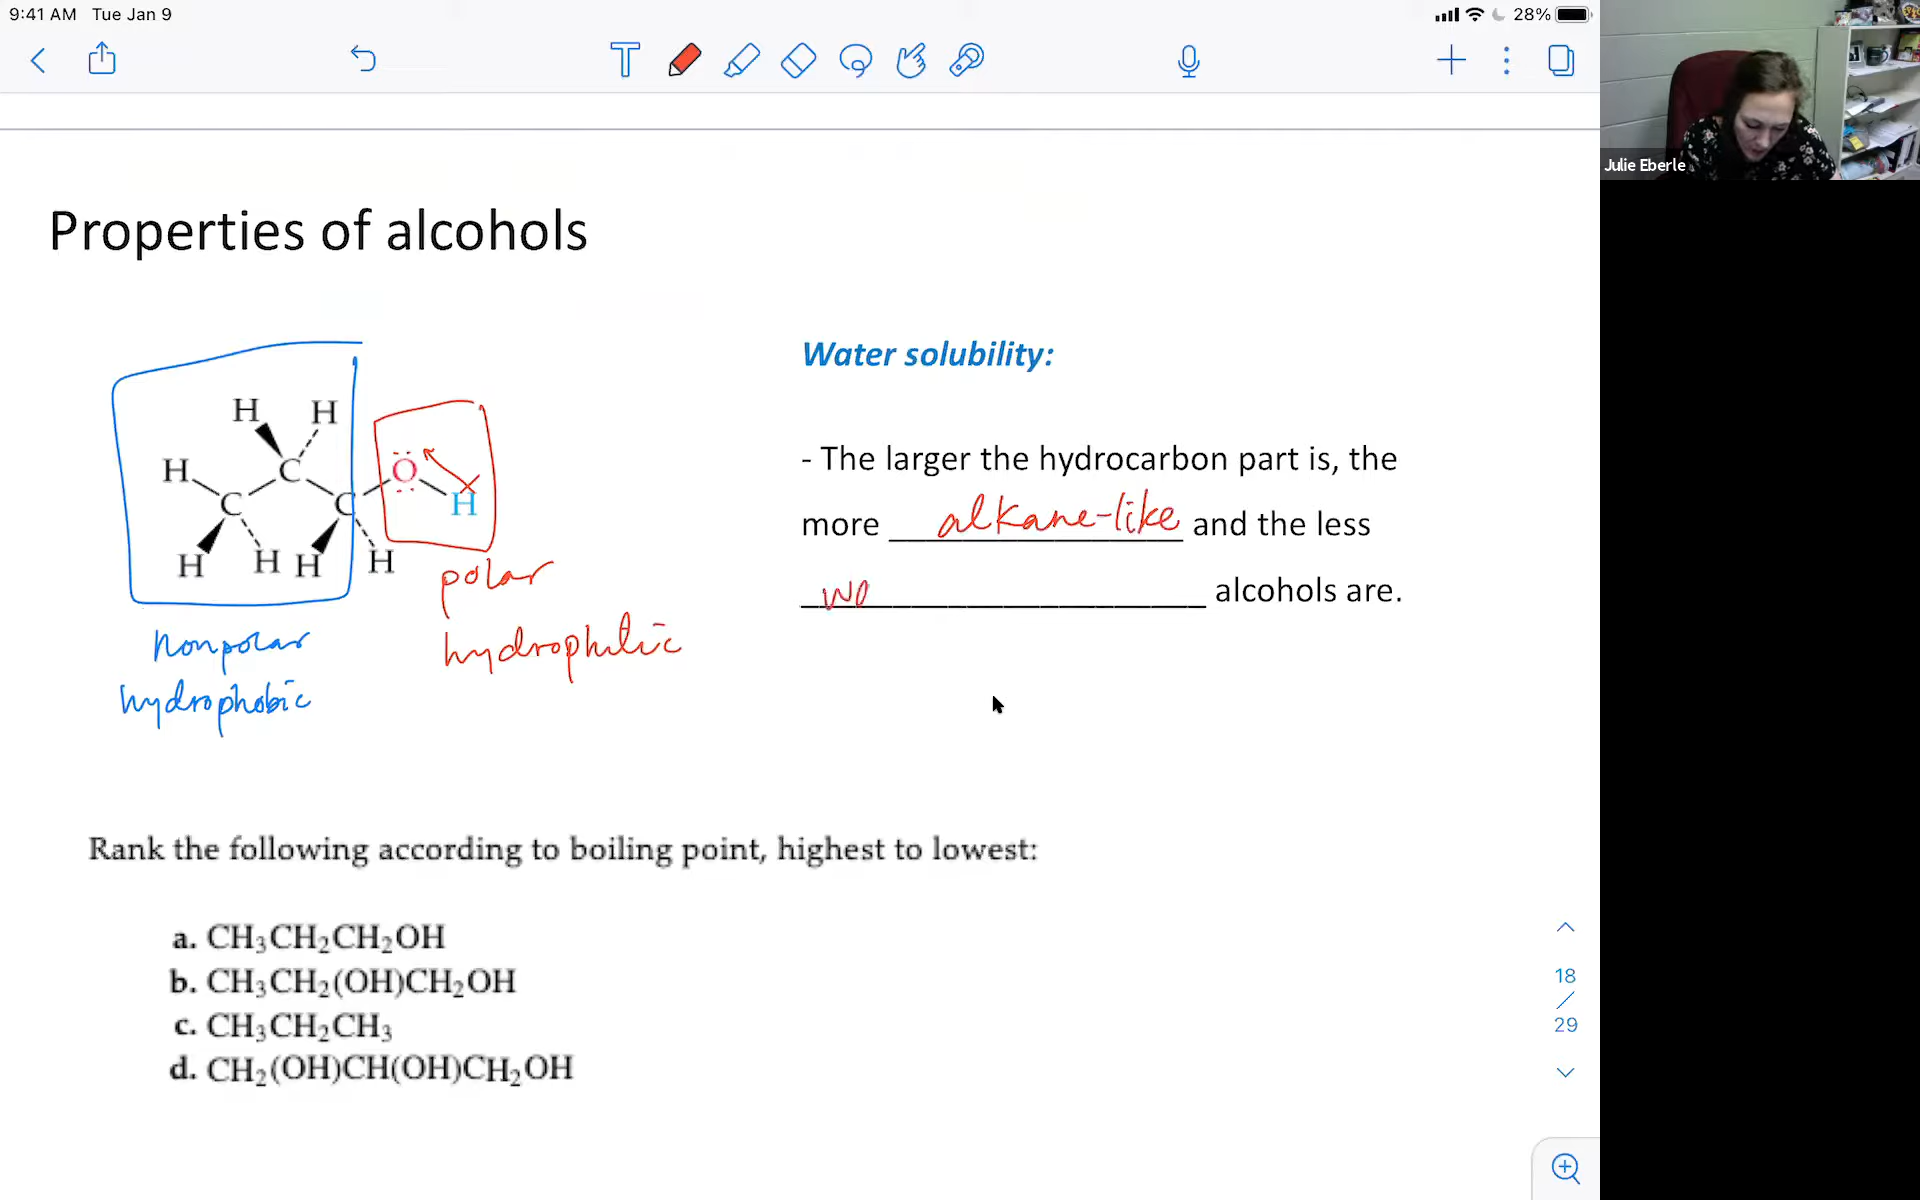 9:41 AM Tue Jan 9
28%
Julie Eberle
Properties of alcohols
Water solubility:
H H
H C O
- The larger the hydrocarbon part is, the
C C H
more alkane-like and the less
H H H H
wa alcohols are.
polar
nonpolar
hydrophilic
hydrophobic
Rank the following according to boiling point, highest to lowest:
a. CH₃CH₂CH₂OH
b. CH₃CH₂(OH)CH₂OH
c. CH₃CH₂CH₃
d. CH₂(OH)CH(OH)CH₂OH
18
/
29